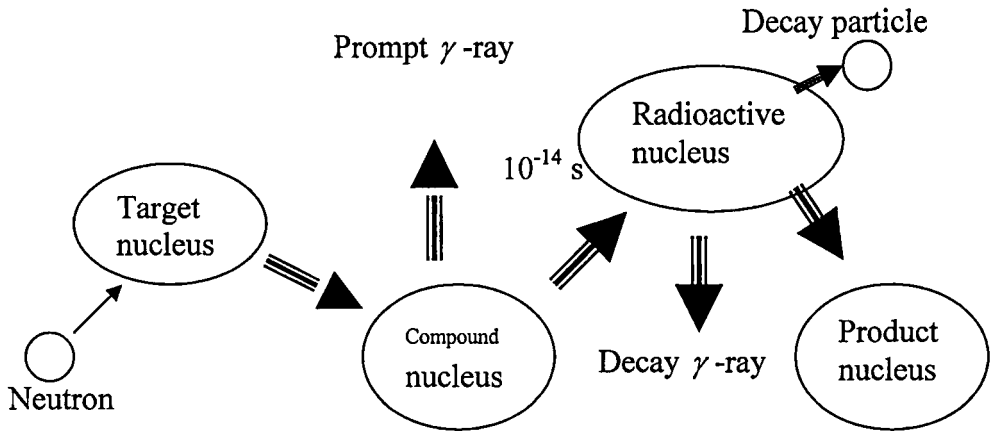 Decay particle
Prompt γ-ray
Radioactive
nucleus
10⁻¹⁴ s
Target
nucleus
Compound
nucleus
Neutron
Decay γ-ray
Product
nucleus